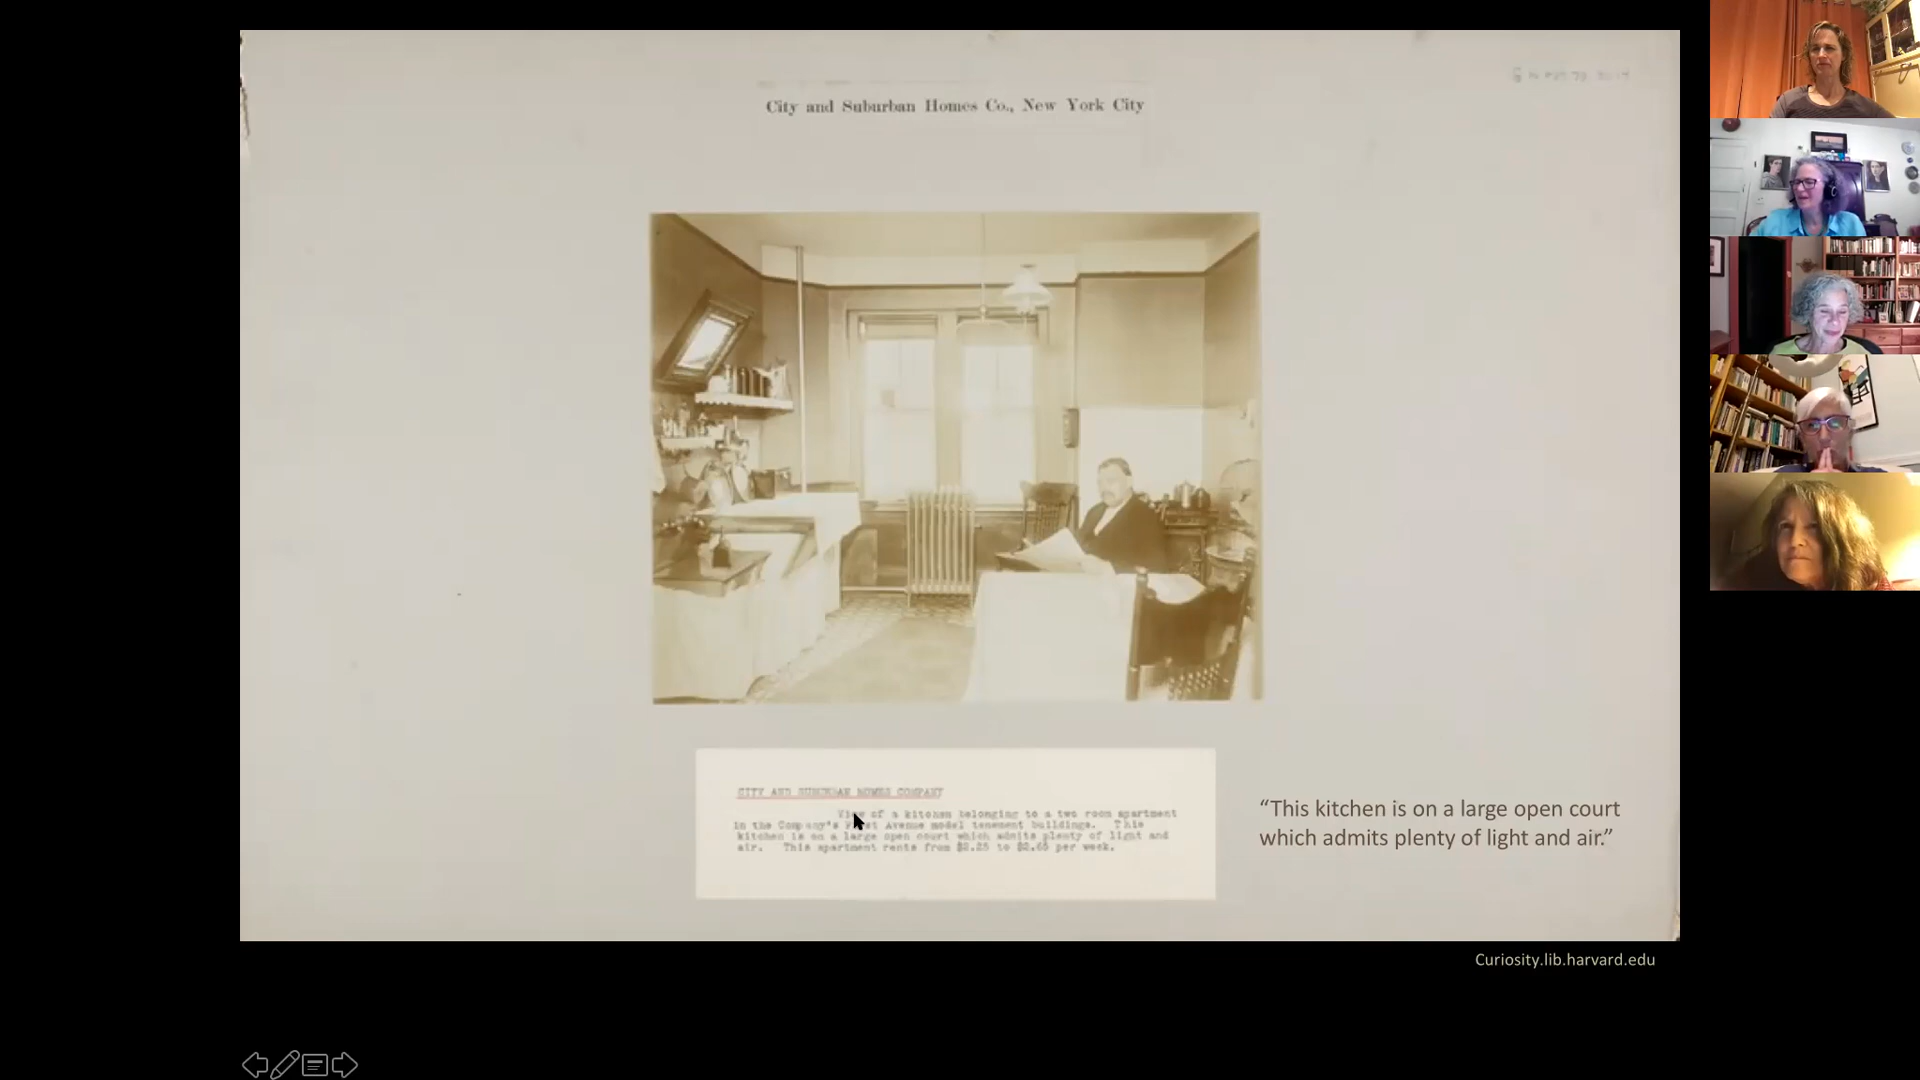 City and Suburban Homes Co., New York City
CITY AND SUBURBAN HOMES COMPANY
View of a kitchen belonging to a two room apartment
in the Company's First Avenue model tenement buildings. This
kitchen is on a large open court which admits plenty of light and
air. This apartment rents from $2.25 to $2.65 per week.
“This kitchen is on a large open court
which admits plenty of light and air.”
Curiosity.lib.harvard.edu